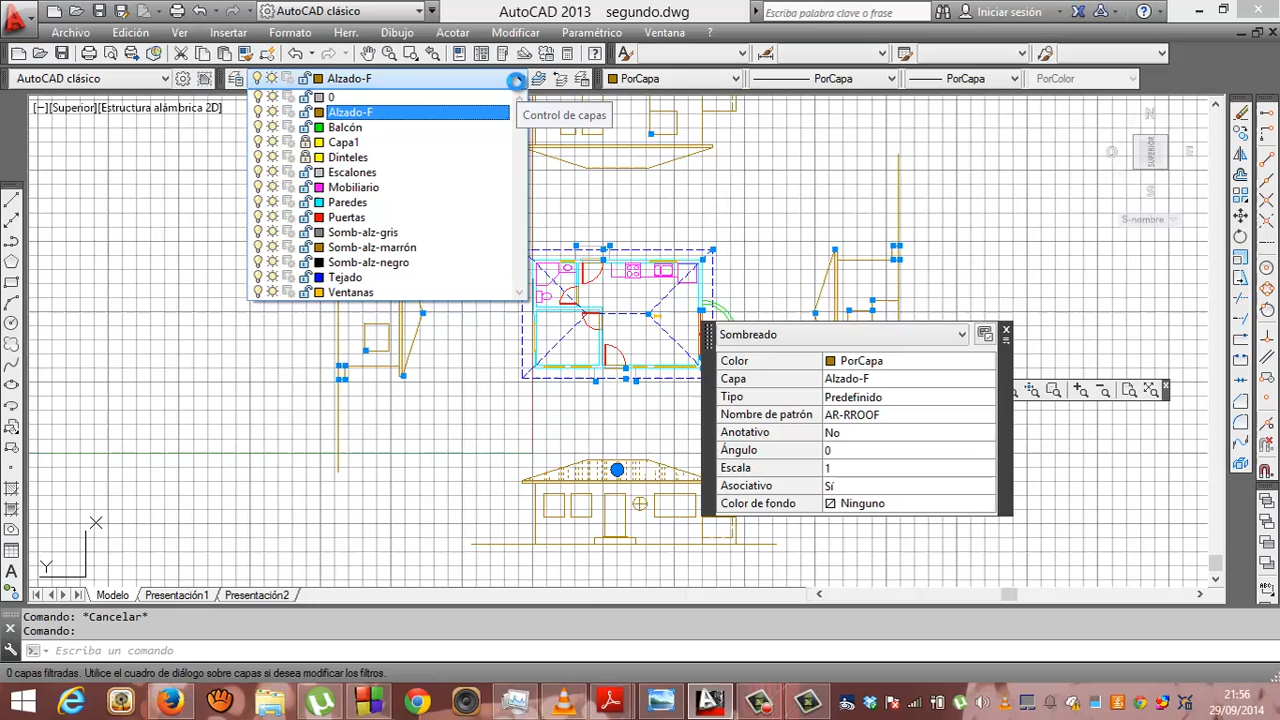 AutoCAD clásico
AutoCAD 2013 segundo.dwg
Escriba palabra clave o frase
Iniciar sesión
Archivo Edición Ver Insertar Formato Herr. Dibujo Acotar Modificar Paramétrico Ventana
AutoCAD clásico
Alzado-F
PorCapa
PorCapa
PorCapa
PorColor
[−][Superior][Estructura alámbrica 2D]
Control de capas
0
Alzado-F
Balcón
Capa1
Dinteles
Escalones
Mobiliario
Paredes
Puertas
Somb-alz-gris
Somb-alz-marrón
Somb-alz-negro
Tejado
Ventanas
N
SUPERIOR
S-nombre
Sombreado
Color PorCapa
Capa Alzado-F
Tipo Predefinido
Nombre de patrón AR-RROOF
Anotativo No
Ángulo 0
Escala 1
Asociativo Sí
Color de fondo Ninguno
Y
X
Modelo Presentación1 Presentación2
Comando: *Cancelar*
Comando:
Escriba un comando
0 capas filtradas. Utilice el cuadro de diálogo sobre capas si desea modificar los filtros.
21:56
29/09/2014